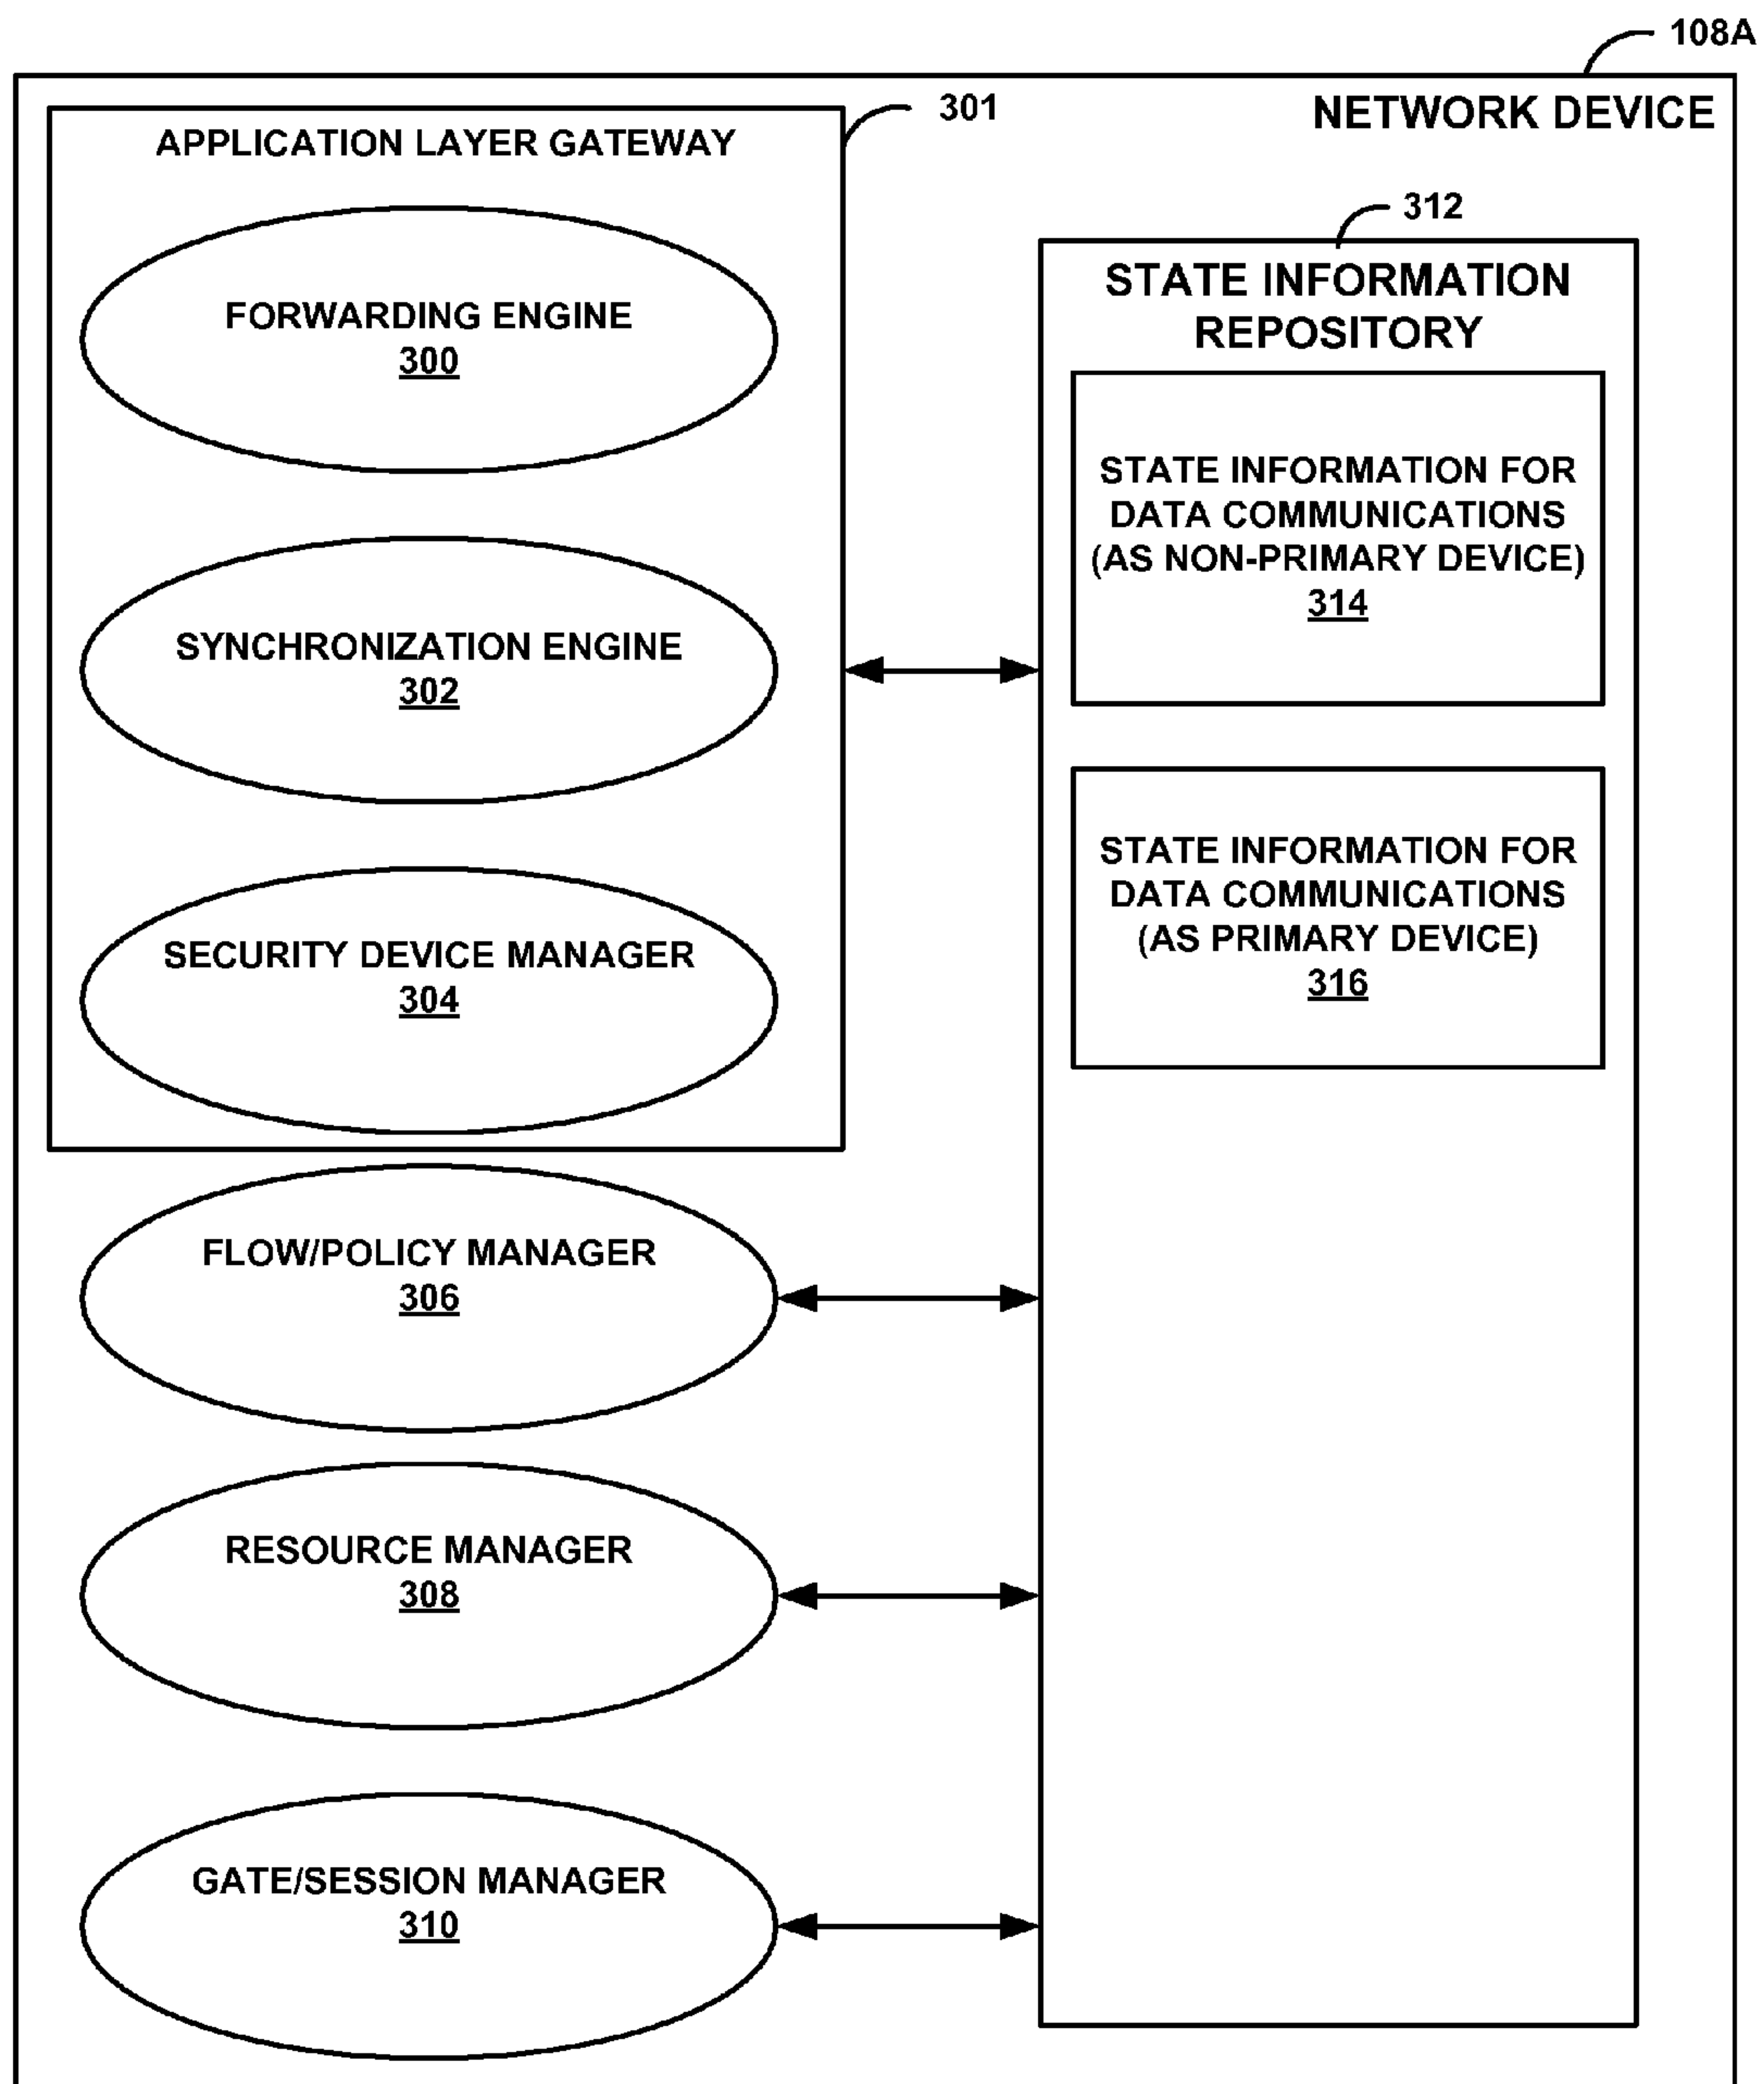 108A
NETWORK DEVICE
301
APPLICATION LAYER GATEWAY
FORWARDING ENGINE
300
SYNCHRONIZATION ENGINE
302
SECURITY DEVICE MANAGER
304
FLOW/POLICY MANAGER
306
RESOURCE MANAGER
308
GATE/SESSION MANAGER
310
312
STATE INFORMATION
REPOSITORY
STATE INFORMATION FOR
DATA COMMUNICATIONS
(AS NON-PRIMARY DEVICE)
314
STATE INFORMATION FOR
DATA COMMUNICATIONS
(AS PRIMARY DEVICE)
316